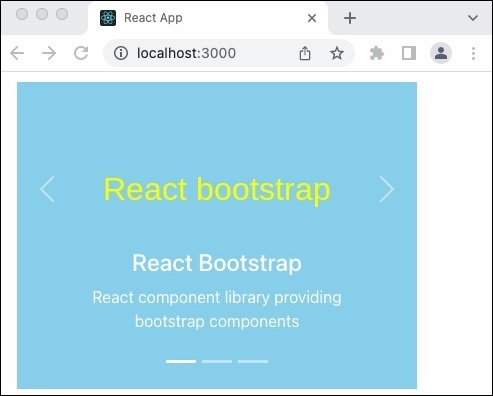 React App
localhost:3000
React bootstrap
React Bootstrap
React component library providing
bootstrap components